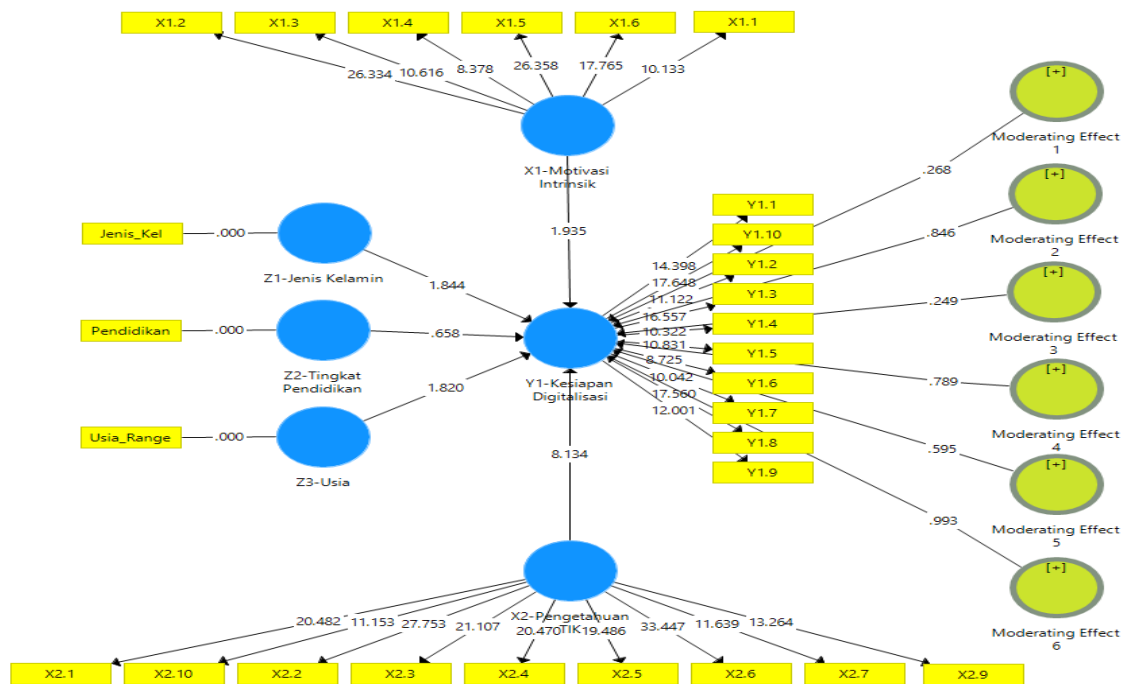 X1.2
X1.3
X1.4
X1.5
X1.6
X1.1
26.334
10.616
8.378
26.358
17.765
10.133
X1-Motivasi
Intrinsik
1.935
Jenis_Kel
.000
Z1-Jenis Kelamin
1.844
Pendidikan
.000
Z2-Tingkat
Pendidikan
.658
Usia_Range
.000
Z3-Usia
1.820
Y1-Kesiapan
Digitalisasi
8.134
14.398
17.648
11.122
16.557
10.322
10.831
8.725
10.042
17.560
12.001
Y1.1
Y1.10
Y1.2
Y1.3
Y1.4
Y1.5
Y1.6
Y1.7
Y1.8
Y1.9
.268
.846
.249
.789
.595
.993
[+]
Moderating Effect
1
[+]
Moderating Effect
2
[+]
Moderating Effect
3
[+]
Moderating Effect
4
[+]
Moderating Effect
5
[+]
Moderating Effect
6
X2-Pengetahuan
TIK
20.482
11.153
27.753
21.107
20.470
19.486
33.447
11.639
13.264
X2.1
X2.10
X2.2
X2.3
X2.4
X2.5
X2.6
X2.7
X2.9